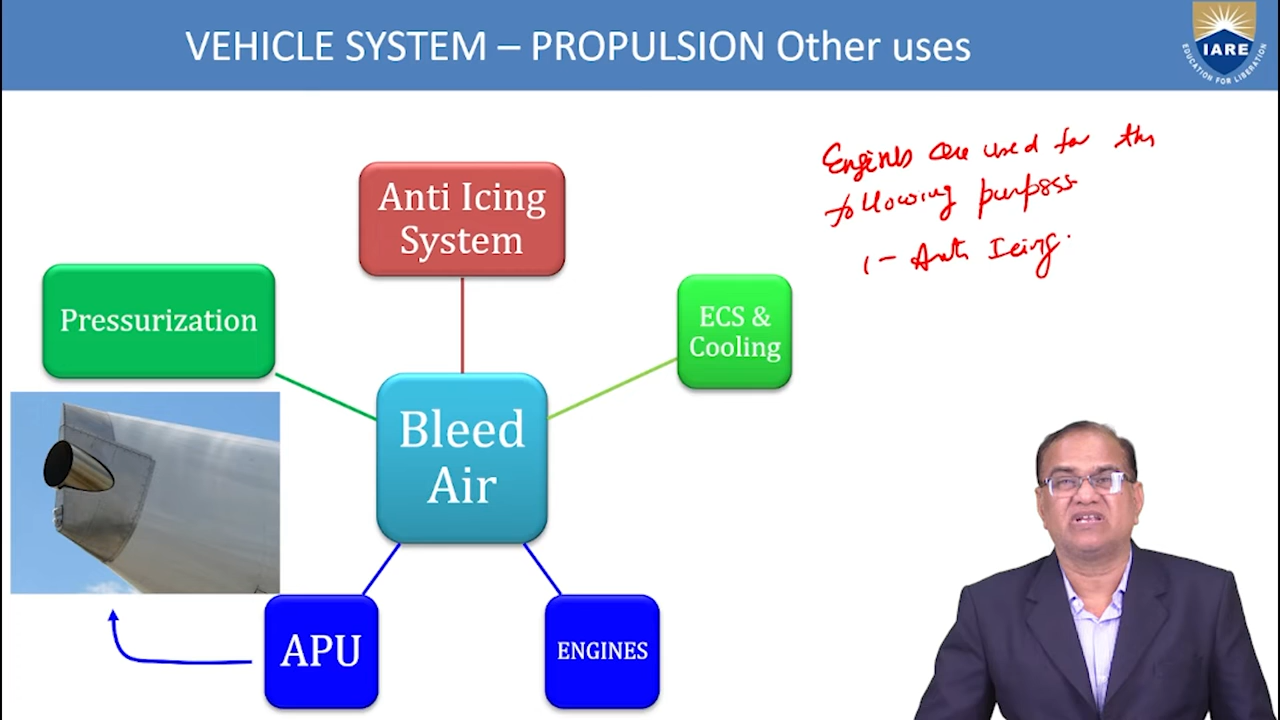 VEHICLE SYSTEM – PROPULSION Other uses
IARE
EDUCATION FOR LIBERATION
Engines are used for the
following purpose
1 - Anti Icing.
Anti Icing
System
Pressurization
ECS &
Cooling
Bleed
Air
APU
ENGINES